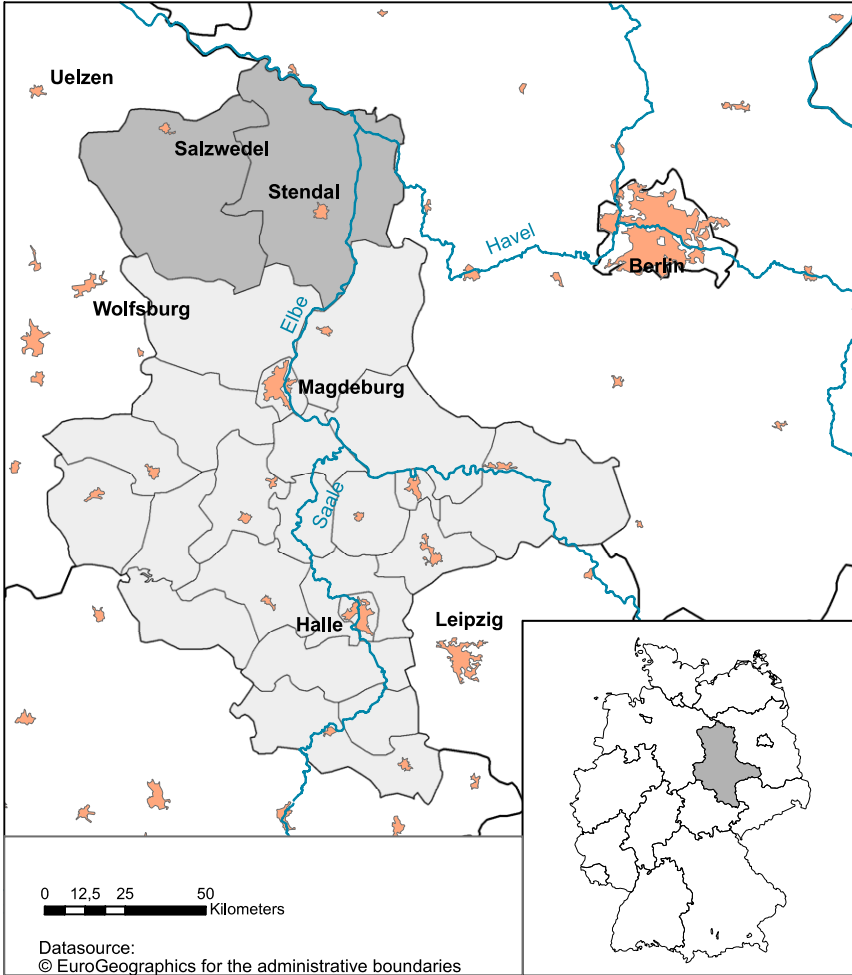 Uelzen
Salzwedel
Stendal
Havel
Berlin
Wolfsburg
Elbe
Magdeburg
Saale
Halle
Leipzig
0 12,5 25 50
Kilometers
Datasource:
© EuroGeographics for the administrative boundaries